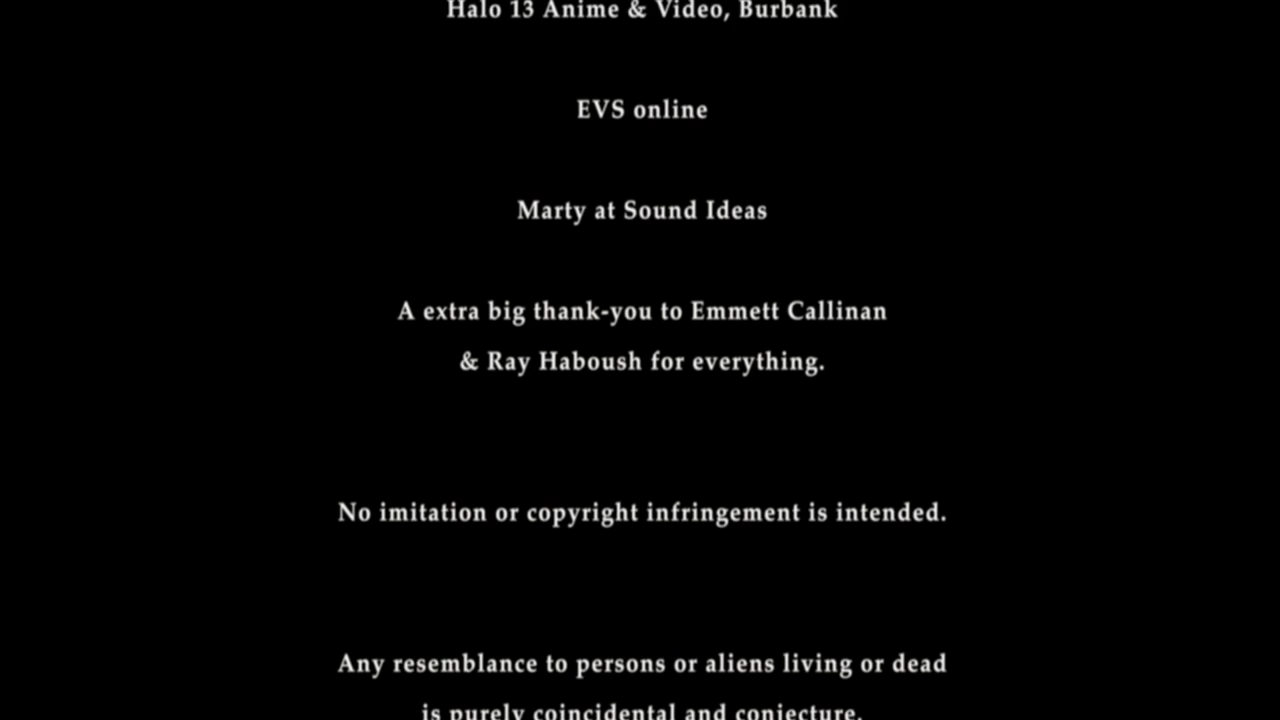 Halo 13 Anime & Video, Burbank
EVS online
Marty at Sound Ideas
A extra big thank-you to Emmett Callinan
& Ray Haboush for everything.
No imitation or copyright infringement is intended.
Any resemblance to persons or aliens living or dead
is purely coincidental and conjecture.